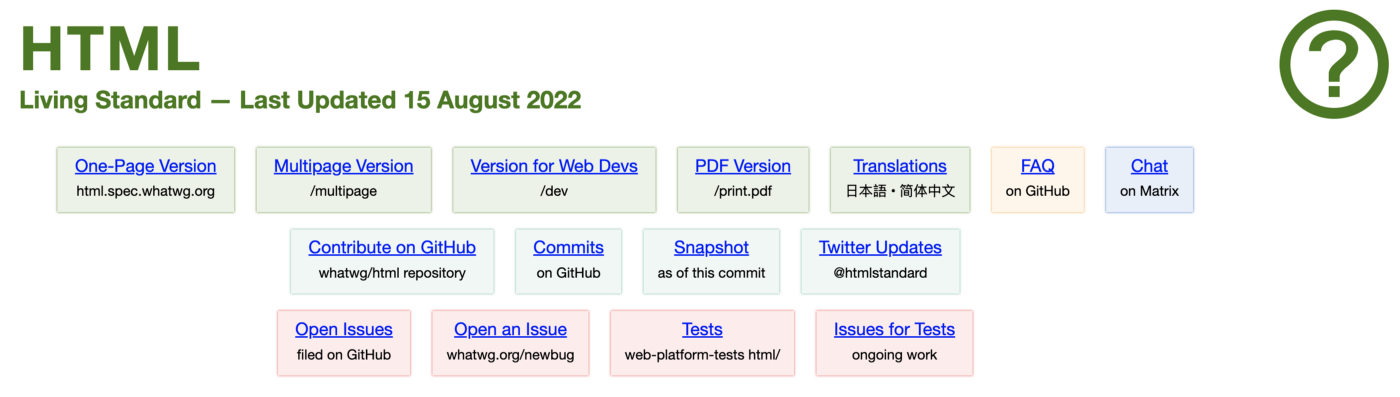 HTML
?
Living Standard — Last Updated 15 August 2022
One-Page Version
html.spec.whatwg.org
Multipage Version
/multipage
Version for Web Devs
/dev
PDF Version
/print.pdf
Translations
日本語 • 简体中文
FAQ
on GitHub
Chat
on Matrix
Contribute on GitHub
whatwg/html repository
Commits
on GitHub
Snapshot
as of this commit
Twitter Updates
@htmlstandard
Open Issues
filed on GitHub
Open an Issue
whatwg.org/newbug
Tests
web-platform-tests html/
Issues for Tests
ongoing work